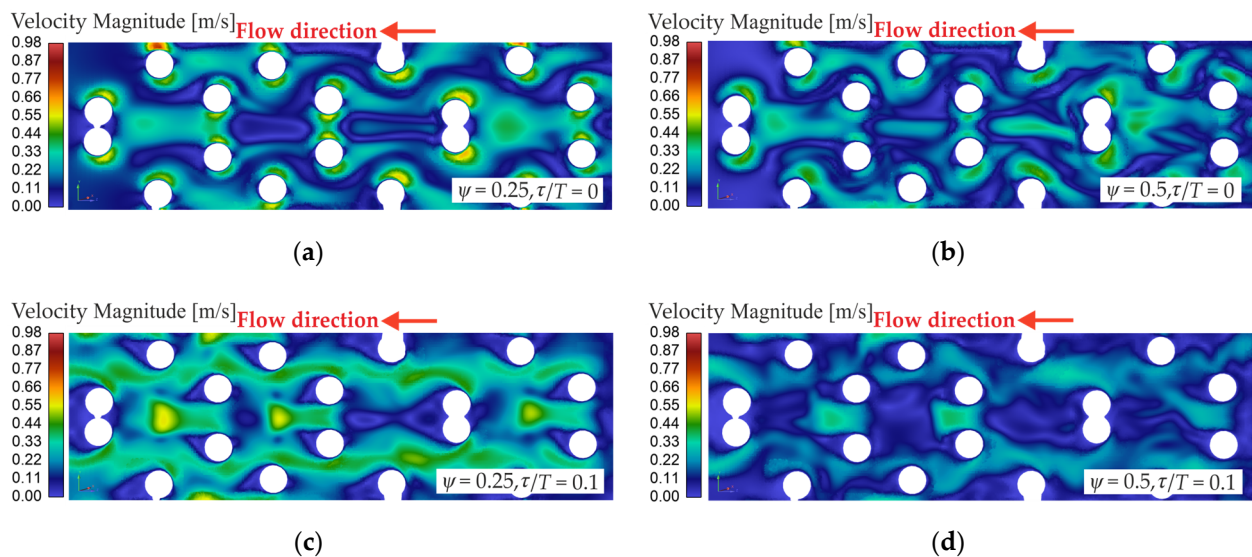 Velocity Magnitude [m/s]
Flow direction
0.98
0.87
0.77
0.66
0.55
0.44
0.33
0.22
0.11
0.00
ψ = 0.25, τ/T = 0
(a)
Velocity Magnitude [m/s]
Flow direction
0.98
0.87
0.77
0.66
0.55
0.44
0.33
0.22
0.11
0.00
ψ = 0.5, τ/T = 0
(b)
Velocity Magnitude [m/s]
Flow direction
0.98
0.87
0.77
0.66
0.55
0.44
0.33
0.22
0.11
0.00
ψ = 0.25, τ/T = 0.1
(c)
Velocity Magnitude [m/s]
Flow direction
0.98
0.87
0.77
0.66
0.55
0.44
0.33
0.22
0.11
0.00
ψ = 0.5, τ/T = 0.1
(d)